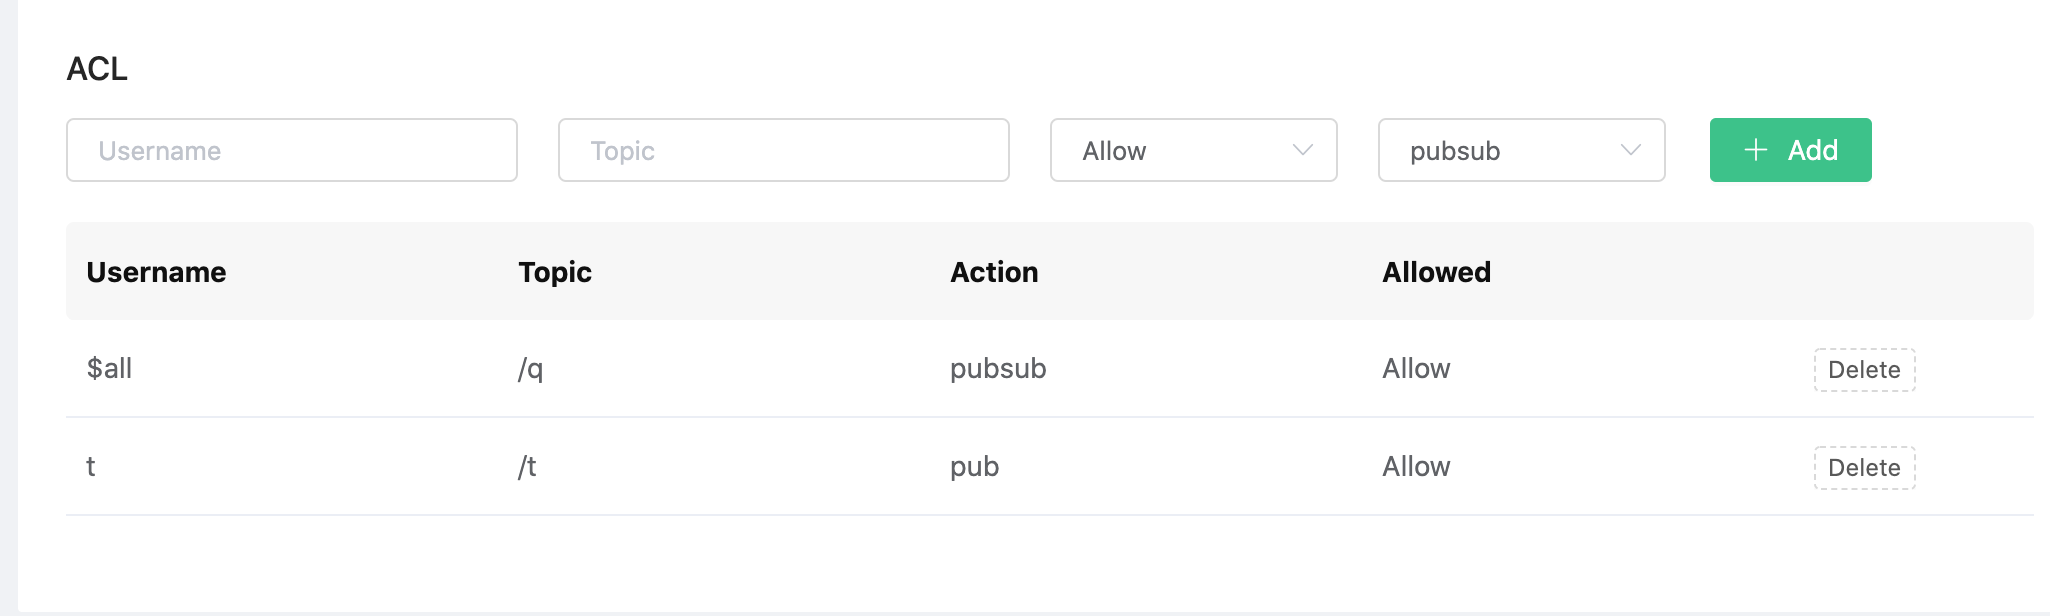 ACL
Username Topic Allow pubsub + Add
Username Topic Action Allowed
$all /q pubsub Allow Delete
t /t pub Allow Delete